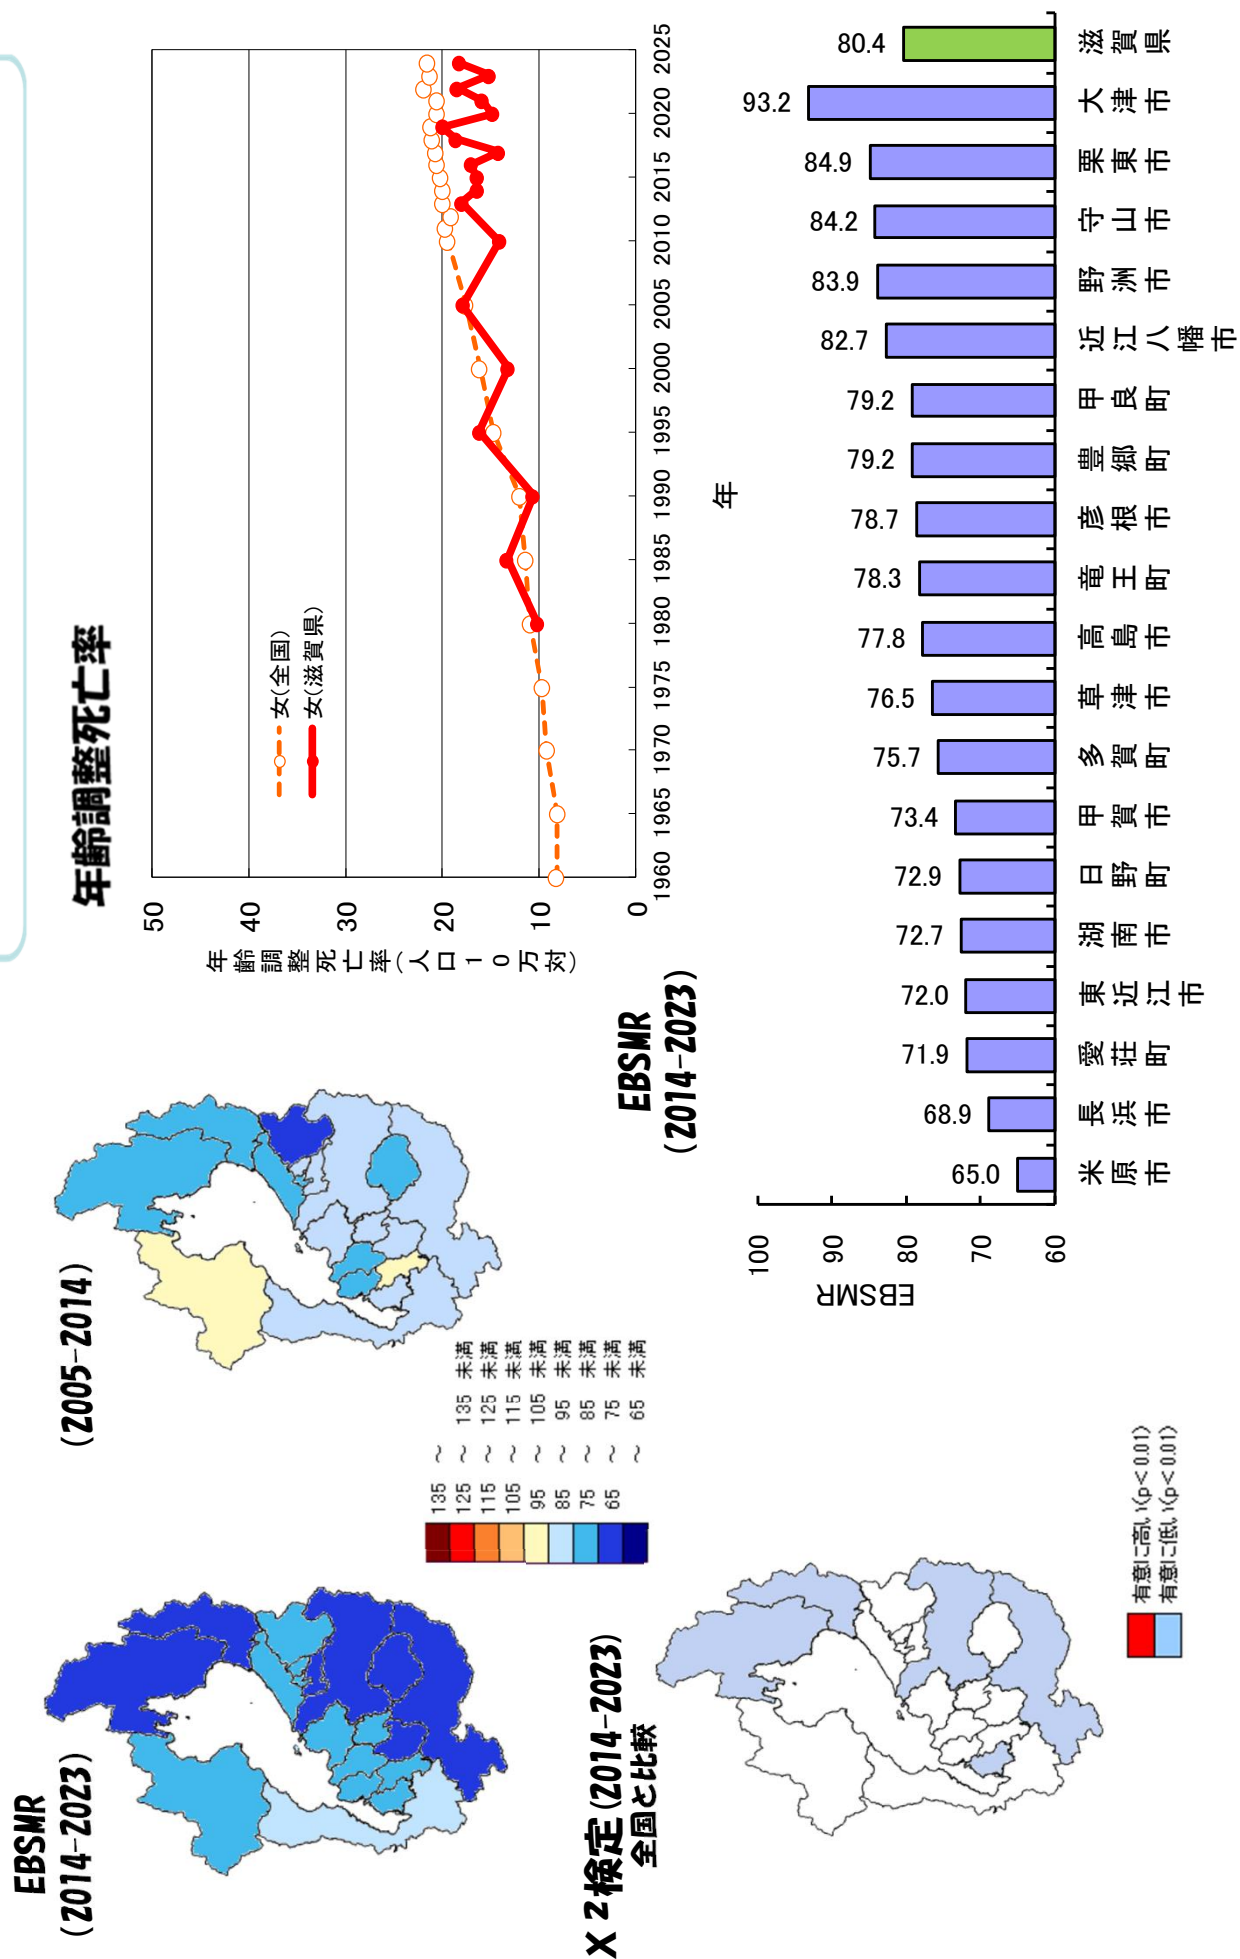 EBSMR
(2014-2023)
(2005-2014)
135 ～
125 ～ 135 未満
115 ～ 125 未満
105 ～ 115 未満
95 ～ 105 未満
85 ～ 95 未満
75 ～ 85 未満
65 ～ 75 未満
～ 65 未満
年齢調整死亡率
年齢調整死亡率(人口10万対)
50
40
30
20
10
0
女(全国)
女(滋賀県)
1960 1965 1970 1975 1980 1985 1990 1995 2000 2005 2010 2015 2020 2025
年
X²検定(2014-2023)
全国と比較
有意に高い(p<0.01)
有意に低い(p<0.01)
EBSMR
(2014-2023)
EBSMR
100
90
80
70
60
65.0 68.9 71.9 72.0 72.7 72.9 73.4 75.7 76.5 77.8 78.3 78.7 79.2 79.2 82.7 83.9 84.2 84.9 93.2 80.4
米原市 長浜市 愛荘町 東近江市 湖南市 日野町 甲賀市 多賀町 草津市 高島市 竜王町 彦根市 豊郷町 甲良町 近江八幡市 野洲市 守山市 栗東市 大津市 滋賀県